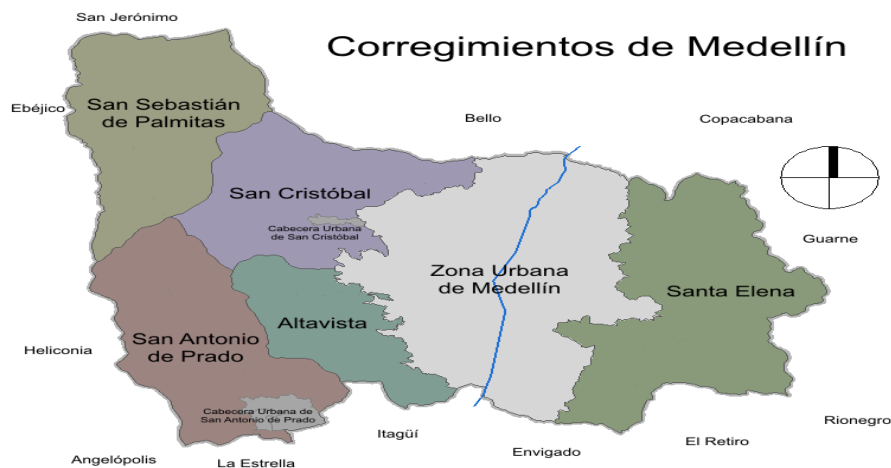 San Jerónimo
Corregimientos de Medellín
Ebéjico
San Sebastián
de Palmitas
Bello
Copacabana
San Cristóbal
Cabecera Urbana
de San Cristóbal
Guarne
Zona Urbana
de Medellín
Santa Elena
Altavista
San Antonio
de Prado
Heliconia
Cabecera Urbana de
San Antonio de Prado
Itagüí
Rionegro
El Retiro
Envigado
Angelópolis
La Estrella